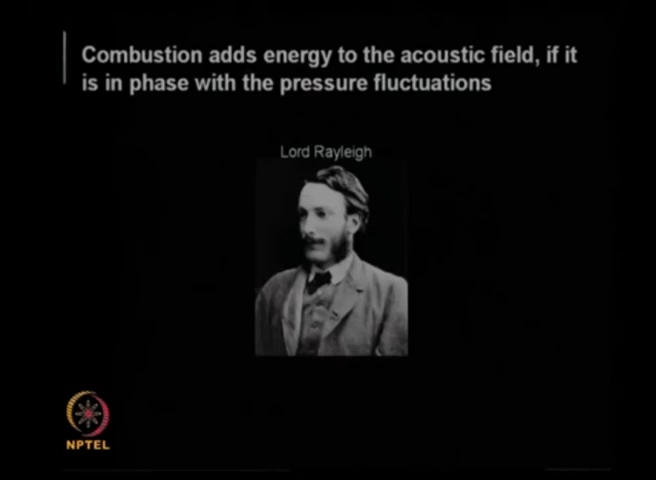 Combustion adds energy to the acoustic field, if it
is in phase with the pressure fluctuations
Lord Rayleigh
NPTEL